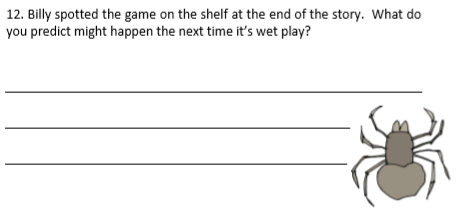 12. Billy spotted the game on the shelf at the end of the story.  What do
you predict might happen the next time it's wet play?